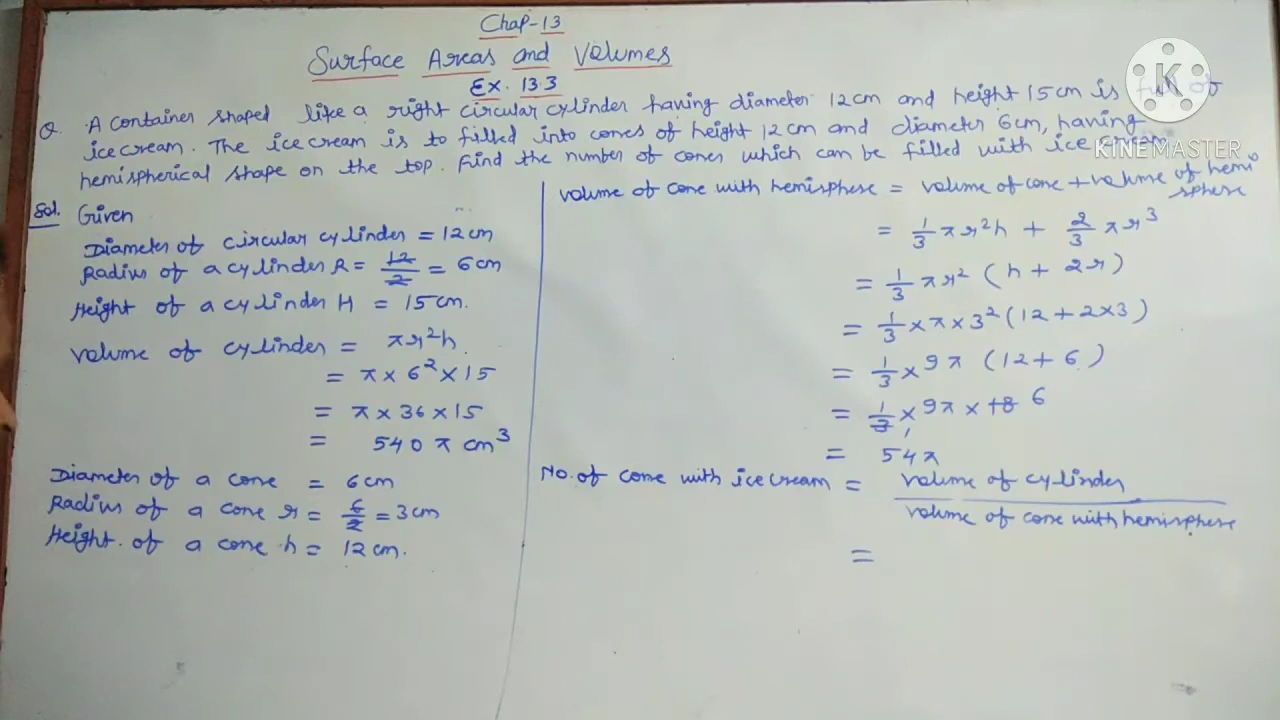 Chap-13
Surface Areas and Volumes
Ex. 13.3
Q. A container shaped like a right circular cylinder having diameter 12cm and height 15cm is
ice cream. The ice cream is to filled into cones of height 12cm and diameter 6cm, having
hemispherical shape on the top. Find the number of cones which can be filled with ice cream.
KINEMASTER
K
Sol. Given
Diameter of circular cylinder = 12cm
Radius of a cylinder R = 12/2 = 6cm
Height of a cylinder H = 15cm.
Volume of cylinder = πr²h
= π × 6² × 15
= π × 36 × 15
= 540 π cm³
Diameter of a cone = 6cm
Radius of a cone r = 6/2 = 3cm
Height. of a cone h = 12cm.
Volume of cone with hemisphere = Volume of cone + volume of hemi
sphere
= 1/3 πr²h + 2/3 πr³
= 1/3 πr² (h + 2r)
= 1/3 × π × 3² (12 + 2×3)
= 1/3 × 9π (12 + 6)
= 1/3 × 9π × 18 6
1
= 54π
No. of cone with ice cream = volume of cylinder / volume of cone with hemisphere
=